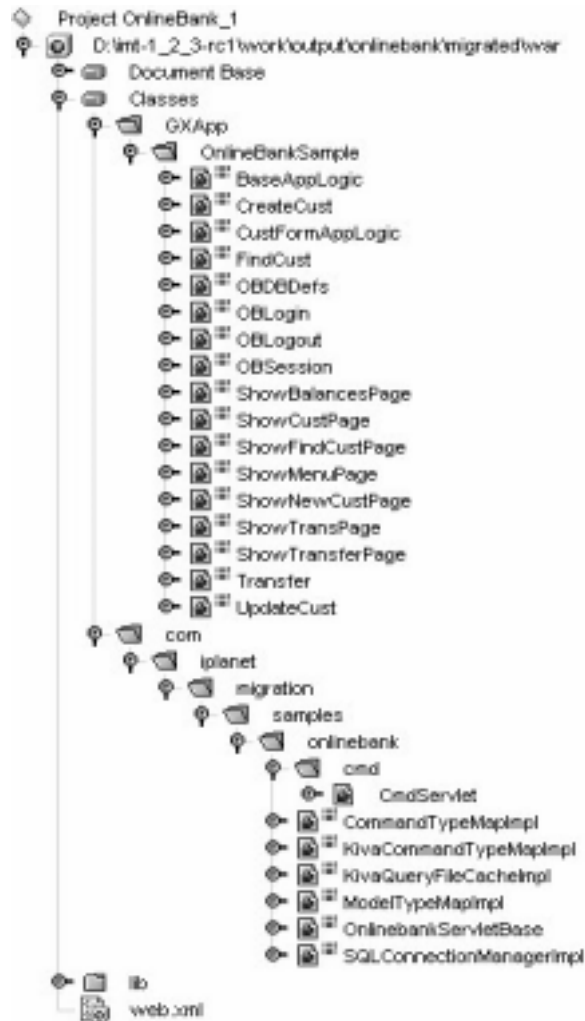 Project OnlineBank_1
D:\imt-1_2_3-rc1\work\output\onlinebank\migrated\war
Document Base
Classes
GXApp
OnlineBankSample
BaseAppLogic
CreateCust
CustFormAppLogic
FindCust
OBDBDefs
OBLogin
OBLogout
OBSession
ShowBalancesPage
ShowCustPage
ShowFindCustPage
ShowMenuPage
ShowNewCustPage
ShowTransPage
ShowTransferPage
Transfer
UpdateCust
com
iplanet
migration
samples
onlinebank
cmd
CmdServlet
CommandTypeMapImpl
KivaCommandTypeMapImpl
KivaQueryFileCacheImpl
ModelTypeMapImpl
OnlinebankServletBase
SQLConnectionManagerImpl
lib
web.xml